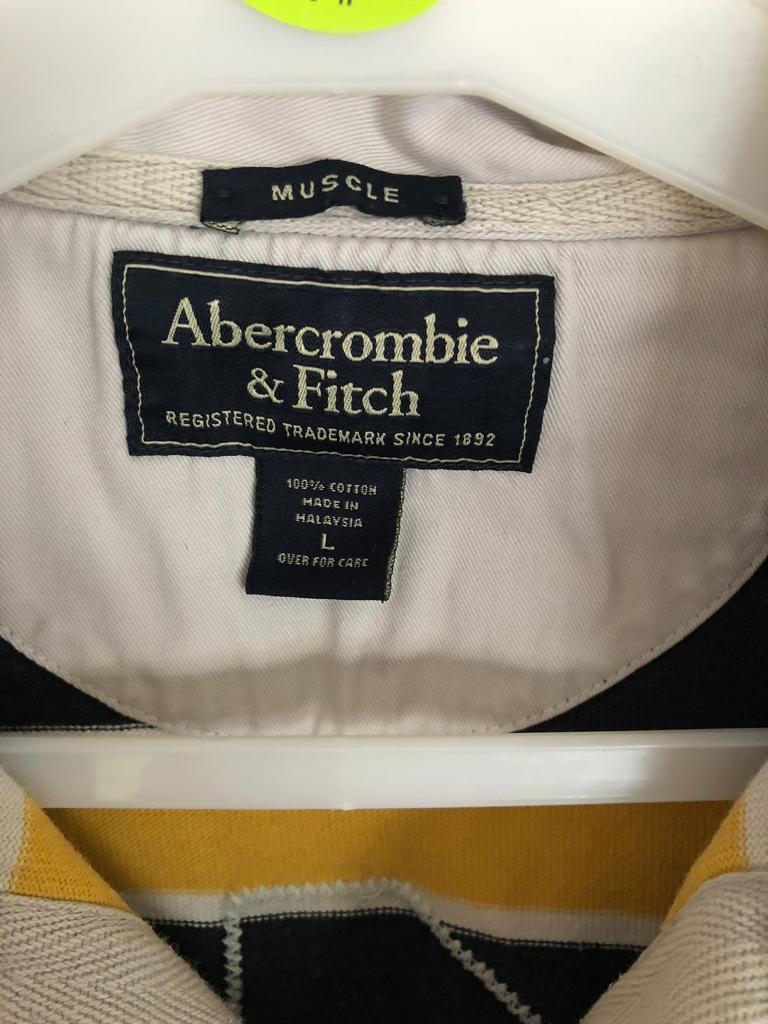 MUSCLE
Abercrombie
& Fitch
REGISTERED TRADEMARK SINCE 1892
100% COTTON
MADE IN
MALAYSIA
L
OVER FOR CARE